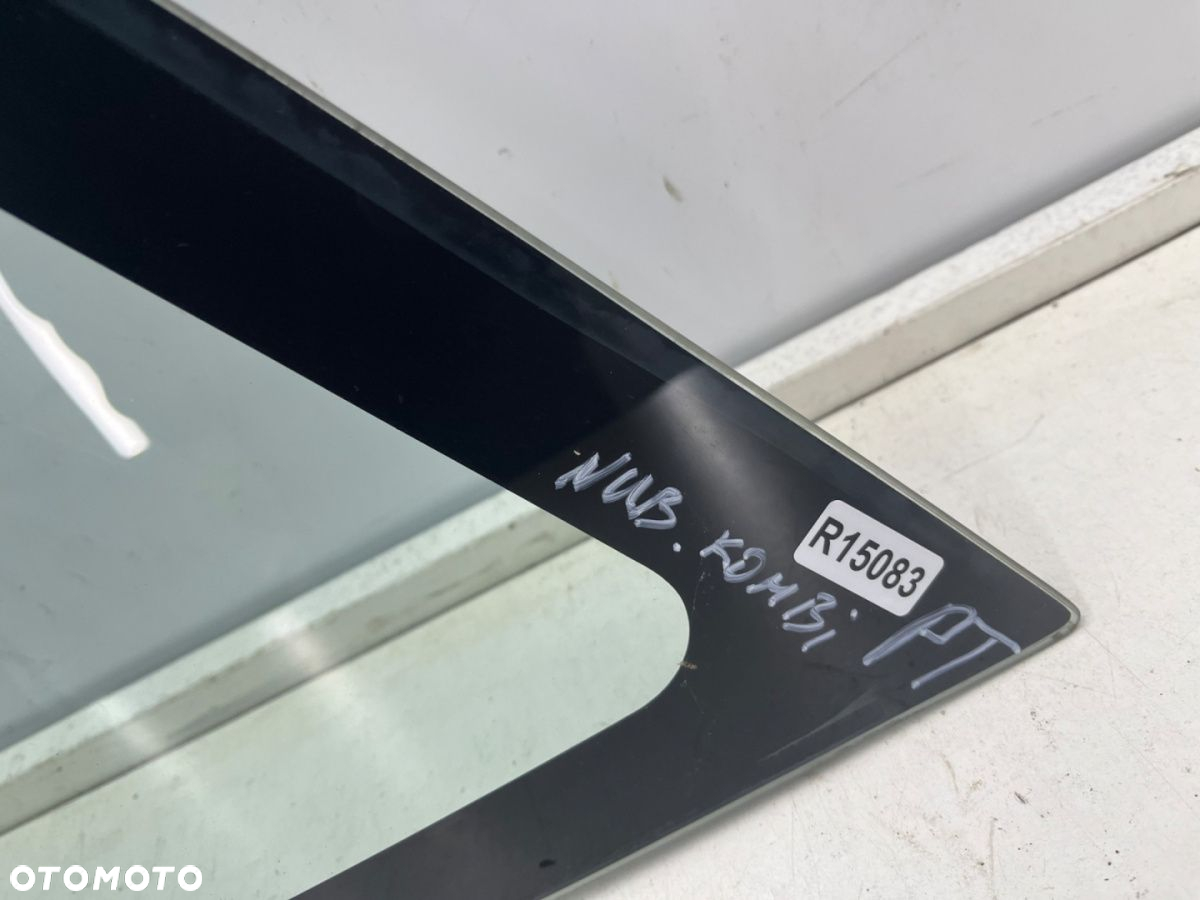 NUB. KOMBi PT
R15083
OTOMOTO